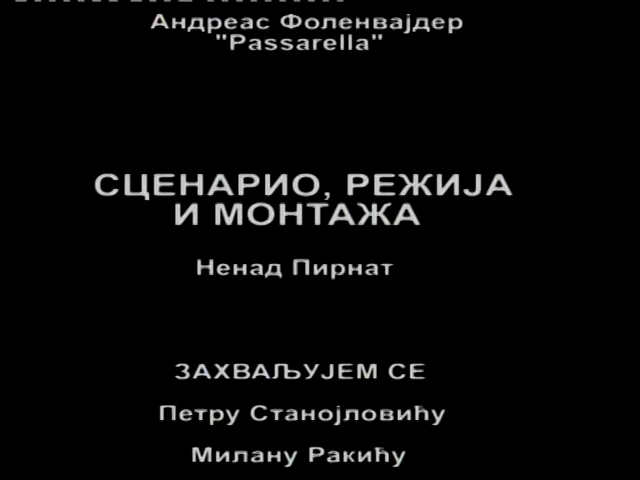 Андреас Фоленвајдер
"Passarella"
СЦЕНАРИО, РЕЖИЈА
И МОНТАЖА
Ненад Пирнат
ЗАХВАЉУЈЕМ СЕ
Петру Станојловићу
Милану Ракићу